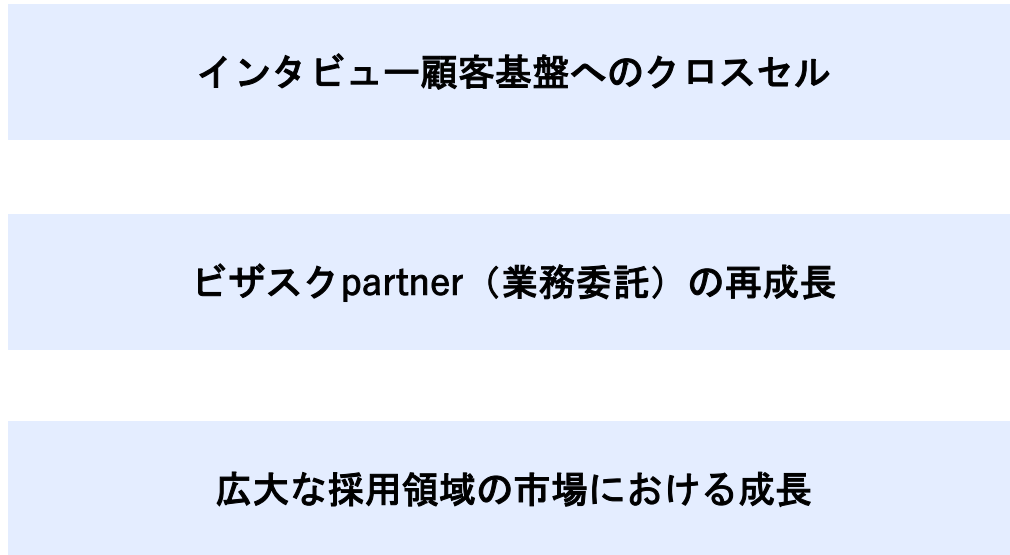 インタビュー顧客基盤へのクロスセル
ビザスクpartner（業務委託）の再成長
広大な採用領域の市場における成長